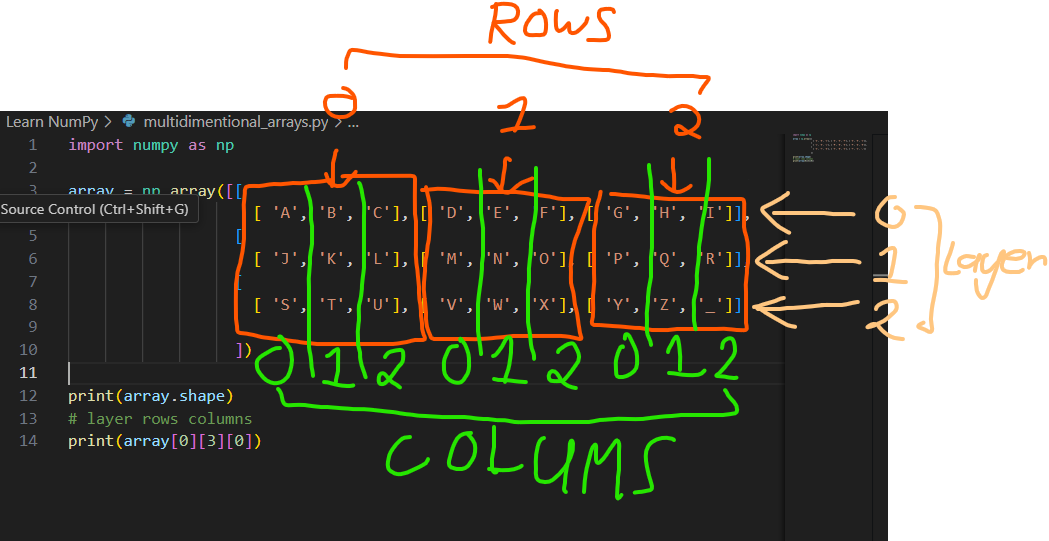 ROWS
0 1 2
Learn NumPy > multidimentional_arrays.py > ...
1 import numpy as np
2
3 array = np.array([[
Source Control (Ctrl+Shift+G)
[ 'A', 'B', 'C'], [ 'D', 'E', 'F'], [ 'G', 'H', 'I']], 0
5 [
6 [ 'J', 'K', 'L'], [ 'M', 'N', 'O'], [ 'P', 'Q', 'R']], 1 Layer
7 [
8 [ 'S', 'T', 'U'], [ 'V', 'W', 'X'], [ 'Y', 'Z', '_']] 2
9
10 ])
0 1 2 0 1 2 0 1 2
11
12 print(array.shape)
13 # layer rows columns
14 print(array[0][3][0])
COLUMS